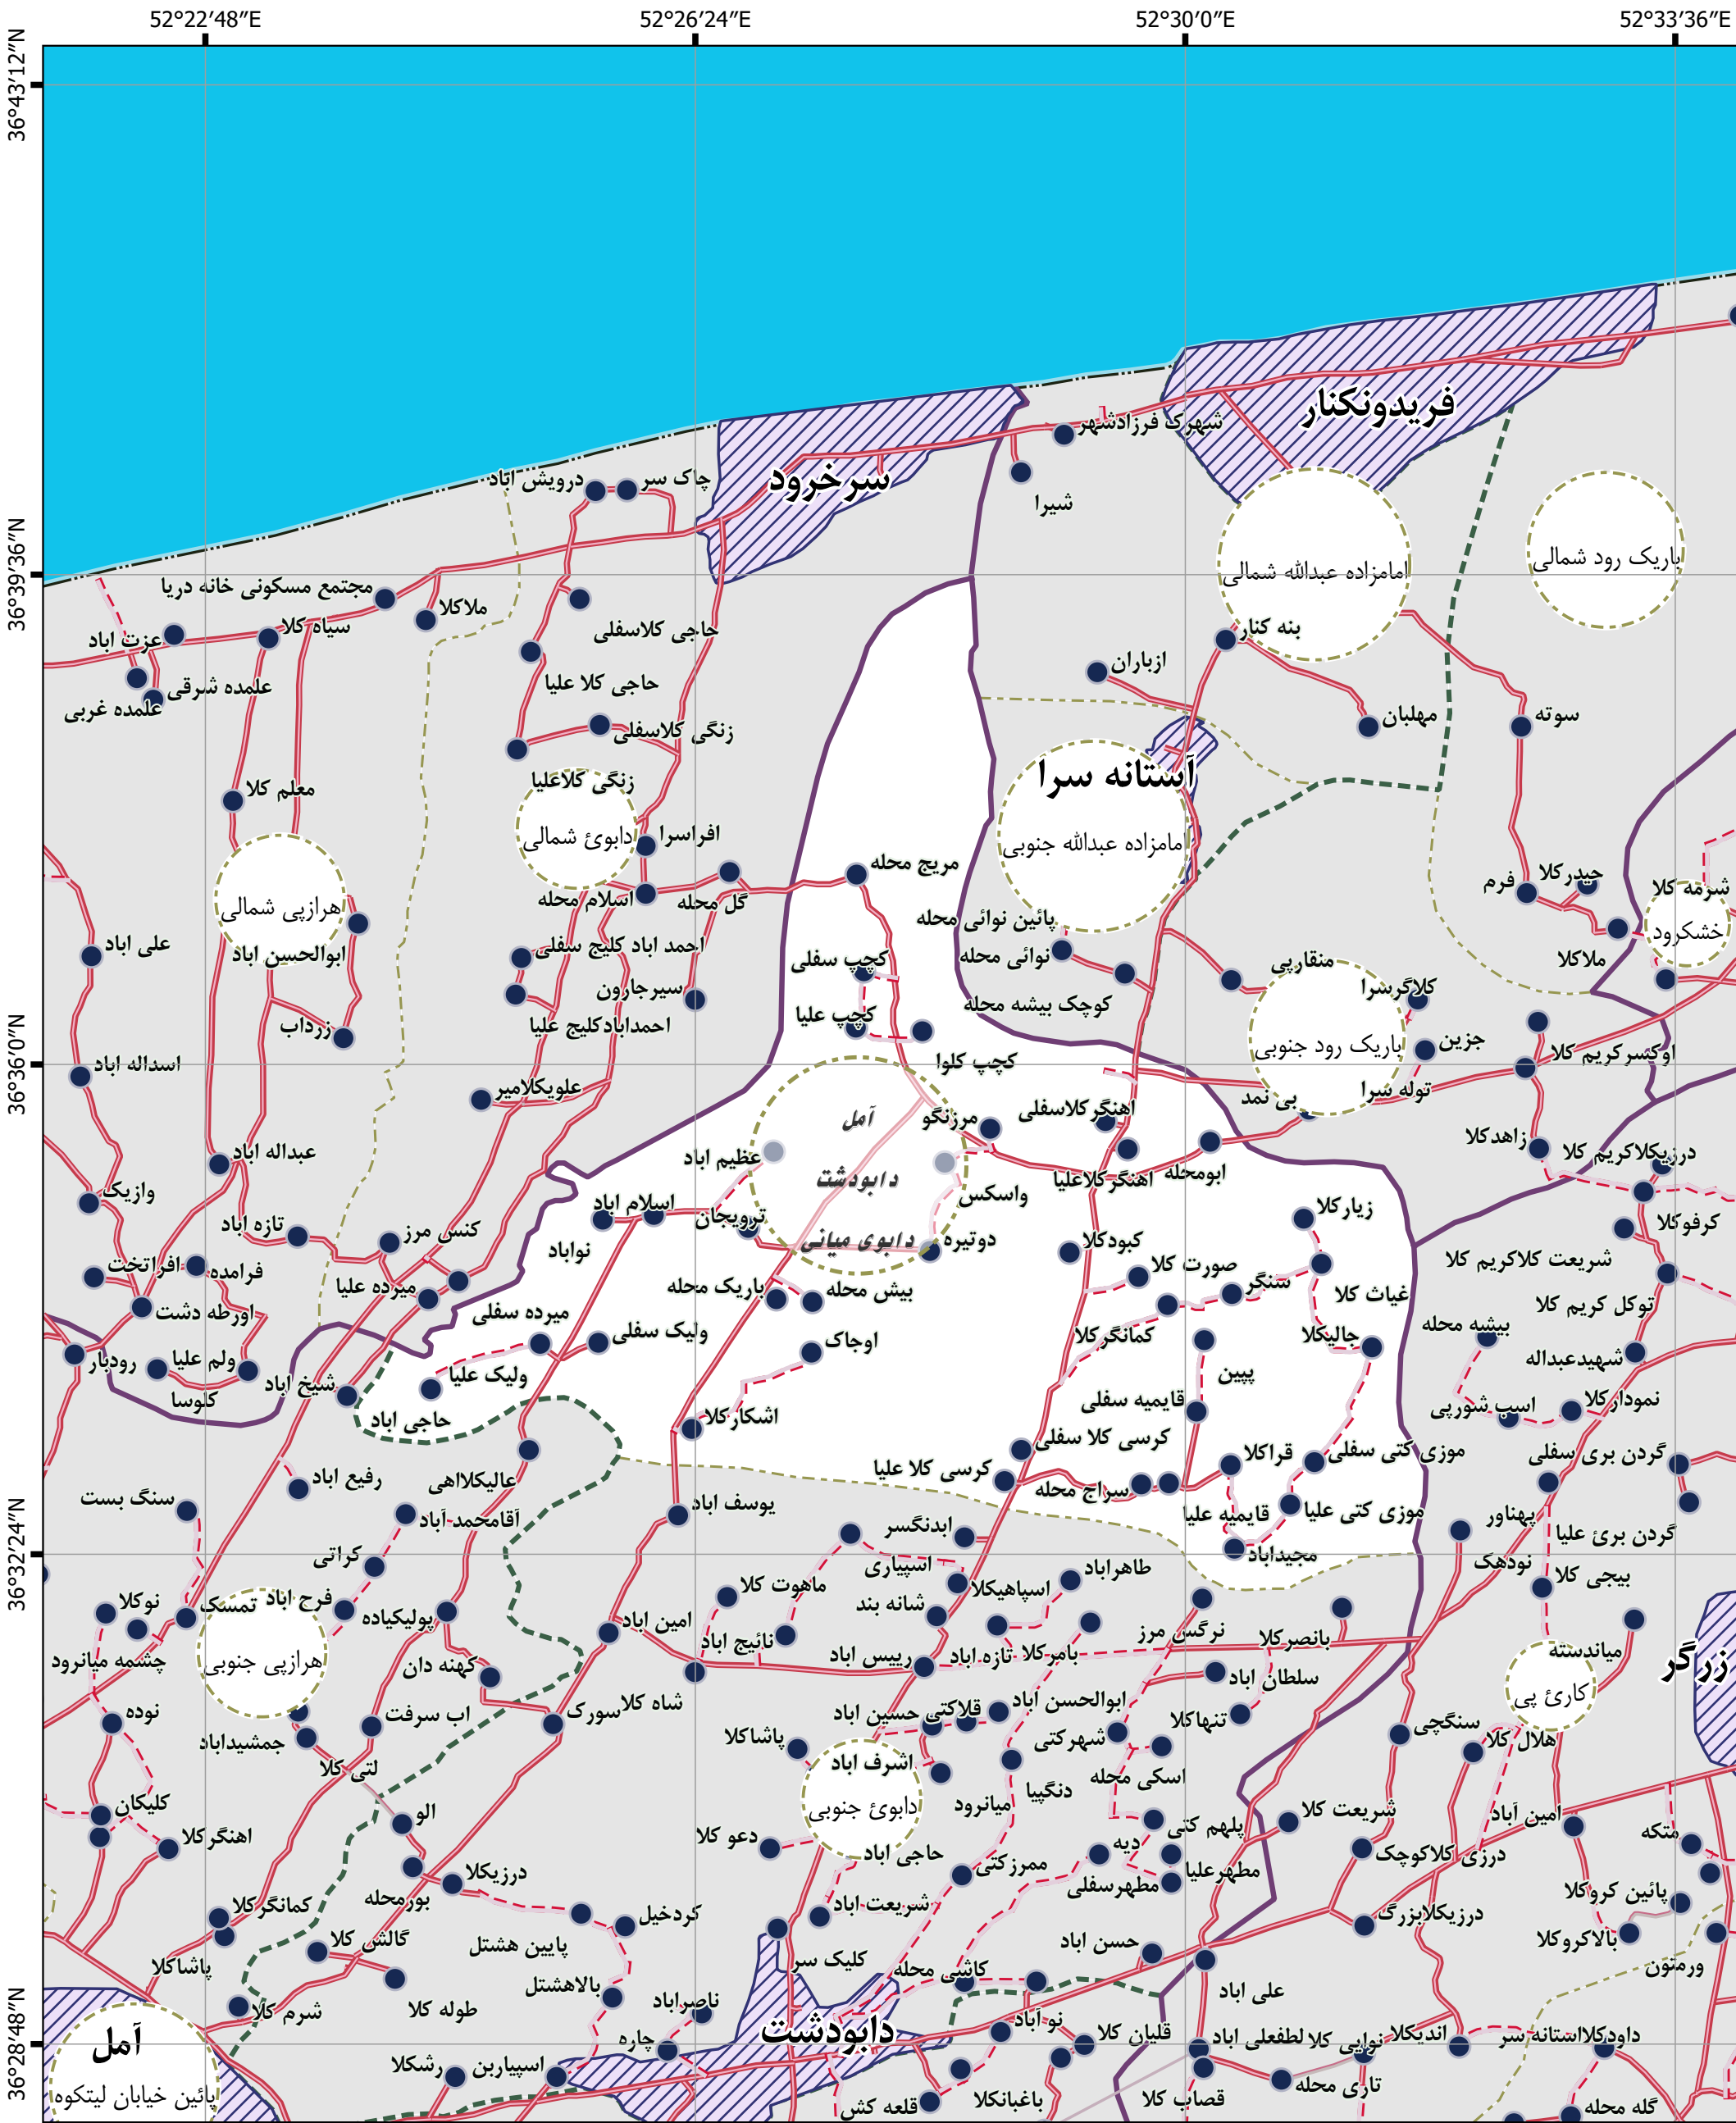 52°22′48″E
52°26′24″E
52°30′0″E
52°33′36″E
36°43′12″N
36°39′36″N
36°36′0″N
36°32′24″N
36°28′48″N
فریدونکنار
شهرک فرزادشهر
سرخرود
درویش اباد
چاک سر
شیرا
باریک رود شمالی
امامزاده عبدالله شمالی
مجتمع مسکونی خانه دریا
ملاکلا
سیاه کلا
عزت اباد
حاجی کلاسفلی
بنه کنار
ازباران
علمده شرقی
علمده غربی
حاجی کلا علیا
مهلبان
سوته
زنگی کلاسفلی
زنگی کلاعلیا
آستانه سرا
معلم کلا
دابوئ شمالی
افراسرا
امامزاده عبدالله جنوبی
مریج محله
حیدرکلا
فرم
شرمه کلا
اسلام محله
گل محله
هرازپی شمالی
پائین نوائی محله
خشکرود
علی اباد
ابوالحسن اباد
احمد اباد کلیج سفلی
کچپ سفلی
نوائی محله
منقارپی
ملاکلا
سیرجارون
کلاگرسرا
کوچک بیشه محله
زرداب
احمدابادکلیج علیا
کچپ علیا
باریک رود جنوبی
جزین
اوکسرکریم کلا
اسداله اباد
کچپ کلوا
علویکلامیر
توله سرا
بی نمد
آمل
مرزنگو
اهنگرکلاسفلی
زاهدکلا
درزیکلاکریم کلا
عبداله اباد
عظیم اباد
دابودشت
اهنگرکلاعلیا
ابومحله
وازیک
واسکس
اسلام اباد
زیارکلا
تازه اباد
کنس مرز
ترویجان
کرفوکلا
دابوی میانی
دوتیره
کبودکلا
نواباد
شریعت کلاکریم کلا
افراتخت
فرامده
صورت کلا
سنگر
میرده علیا
باریک محله
بیش محله
غیاث کلا
توکل کریم کلا
اورطه دشت
میرده سفلی
ولیک سفلی
کمانگرکلا
جالیکلا
بیشه محله
اوجاک
شهیدعبداله
رودبار
ولم علیا
ولیک علیا
پیین
شیخ اباد
کلوسا
قایمیه سفلی
نمودارکلا
اسب شورپی
حاجی اباد
اشکارکلا
کرسی کلا سفلی
قراکلا
موزی کتی سفلی
گردن بری سفلی
رفیع اباد
عالیکلااهی
کرسی کلا علیا
سراج محله
سنگ بست
یوسف اباد
قایمیه علیا
موزی کتی علیا
پهناور
آقامحمد آباد
ابدنگسر
گردن برئ علیا
مجیداباد
کراتی
اسپیاری
طاهراباد
نودهک
بیجی کلا
ماهوت کلا
اسپاهیکلا
نوکلا
تمسک
فرح اباد
پولیکیاده
شانه بند
امین اباد
نرگس مرز
بانصرکلا
نائیج اباد
رییس اباد
تازه اباد
بامرکلا
میاندسته
زرگر
چشمه میانرود
هرازپی جنوبی
کهنه دان
سلطان اباد
کارئ پی
شاه کلا
سورک
ابوالحسن اباد
نوده
اب سرفت
حسین اباد
قلاکتی
تنهاکلا
سنگچی
جمشیداباد
پاشاکلا
شهرکتی
هلال کلا
اشرف اباد
لتی کلا
اسکی محله
دنگپیا
میانرود
دابوئ جنوبی
کلیکان
الو
شریعت کلا
امین آباد
پلهم کتی
اهنگرکلا
دعو کلا
دیه
متکه
حاجی اباد
درزی کلاکوچک
ممرزکتی
مطهرعلیا
درزیکلا
مطهرسفلی
پائین کروکلا
بورمحله
کمانگرکلا
شریعت اباد
درزیکلابزرگ
کردخیل
گالش کلا
حسن اباد
بالاکروکلا
پایین هشتل
کلیک سر
پاشاکلا
کاشی محله
ورمتون
بالاهشتل
علی اباد
طوله کلا
شرم کلا
ناصراباد
نو آباد
آمل
دابودشت
چاره
قلیان کلا
لطفعلی اباد
نوایی کلا
اندیکلا
استانه سر
داودکلا
رشکلا
اسپیاربن
تاری محله
پائین خیابان لیتکوه
باغبانکلا
قصاب کلا
قلعه کش
گله محله